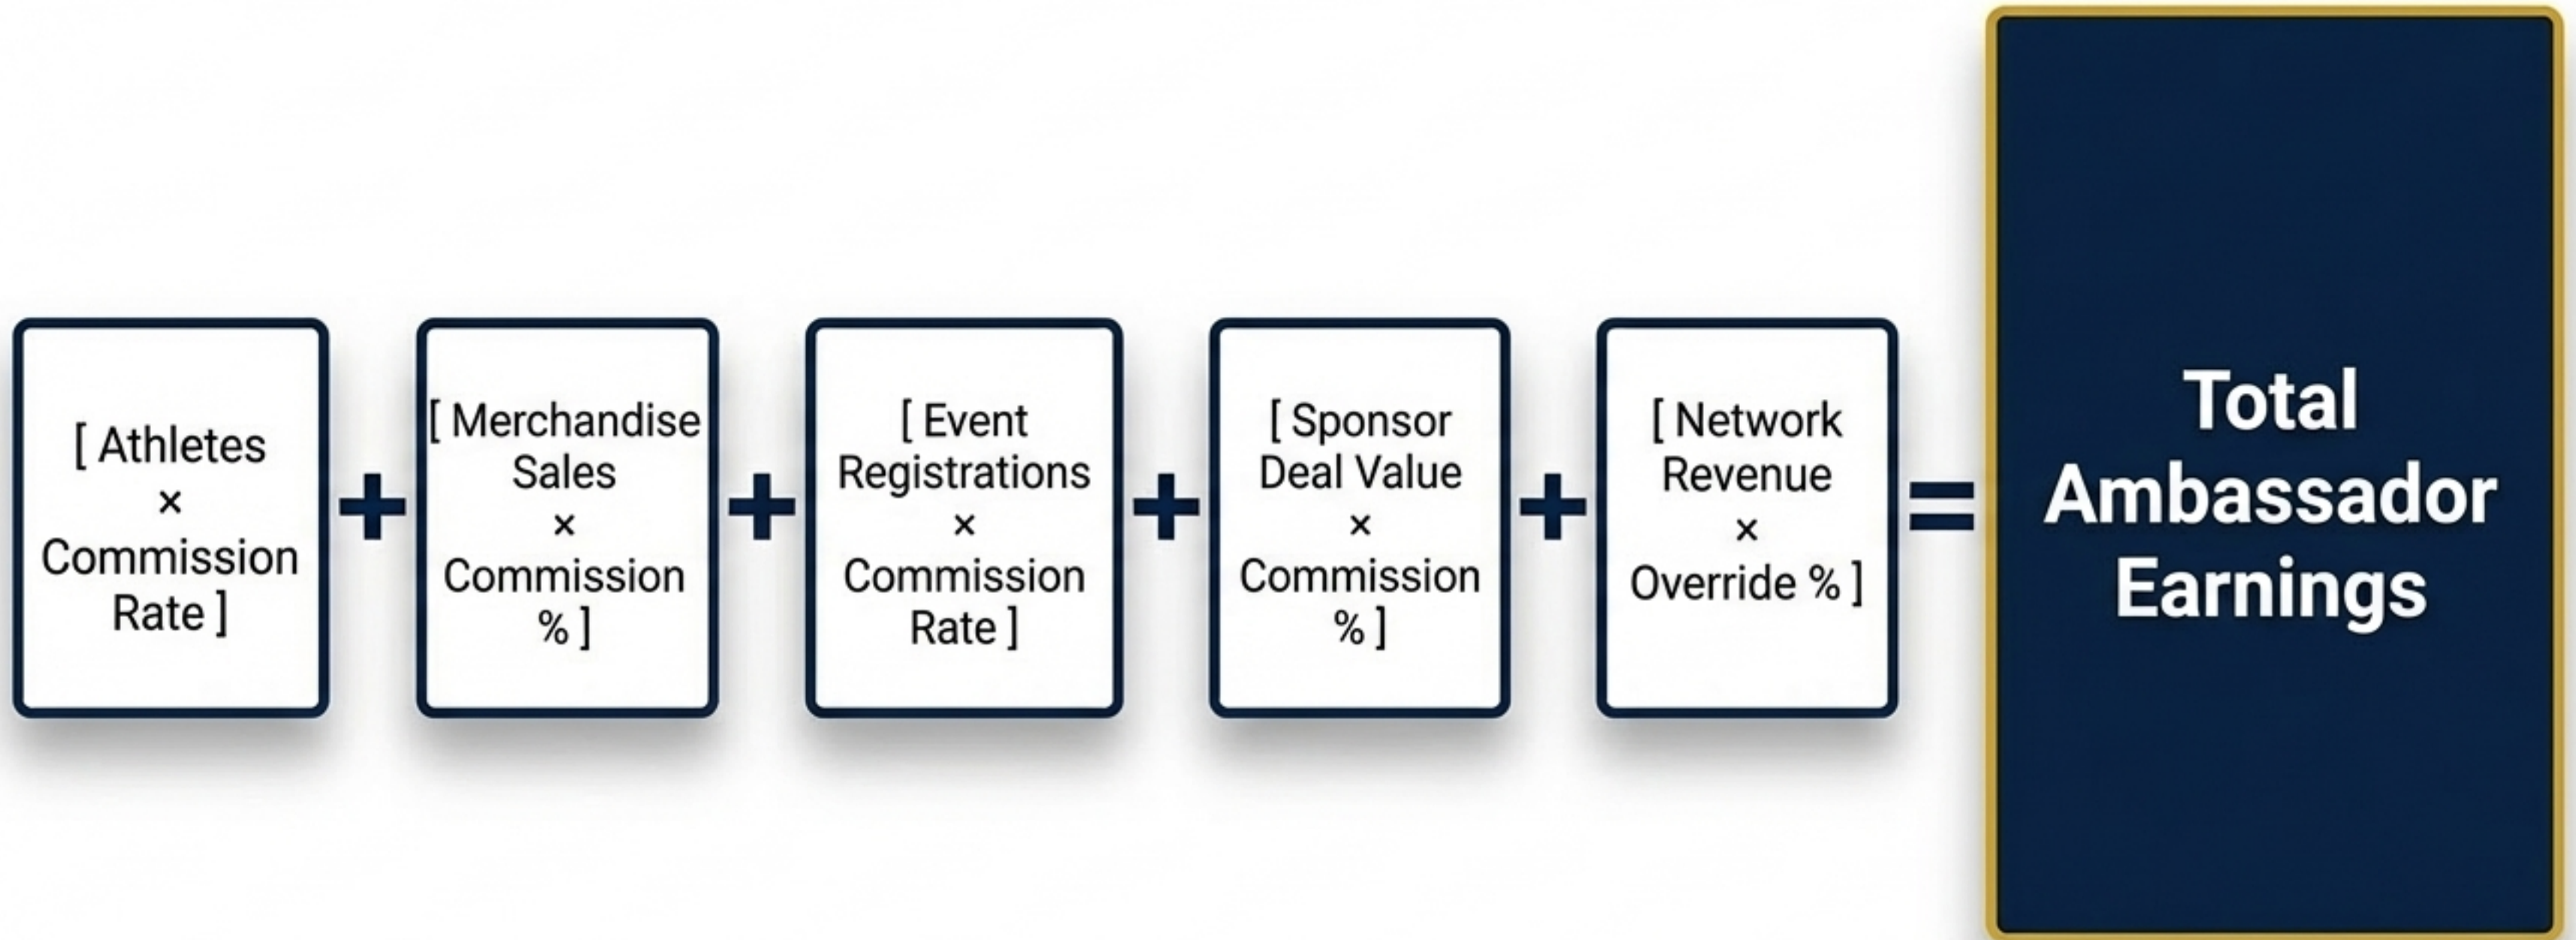 [ Athletes
×
Commission
Rate ]
+
[ Merchandise
Sales
×
Commission
% ]
+
[ Event
Registrations
×
Commission
Rate ]
+
[ Sponsor
Deal Value
×
Commission
% ]
+
[ Network
Revenue
×
Override % ]
=
Total
Ambassador
Earnings